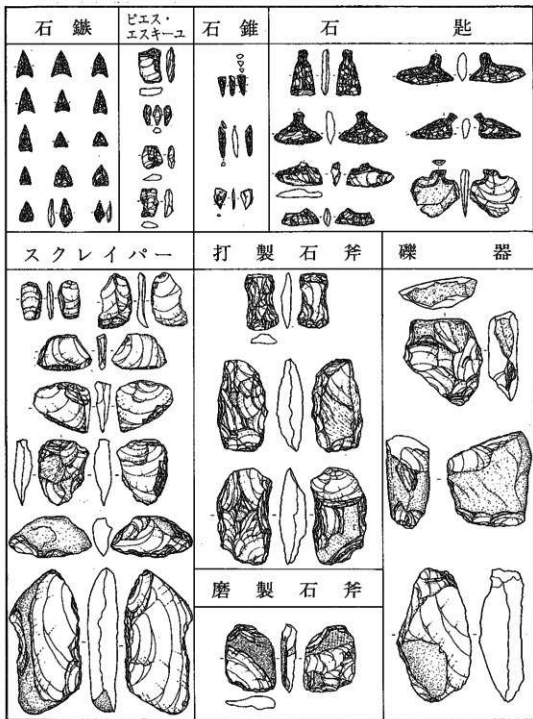 石鏃
ピエス・
エスキーユ
石錐
石匙
スクレイパー
打製石斧
礫器
磨製石斧